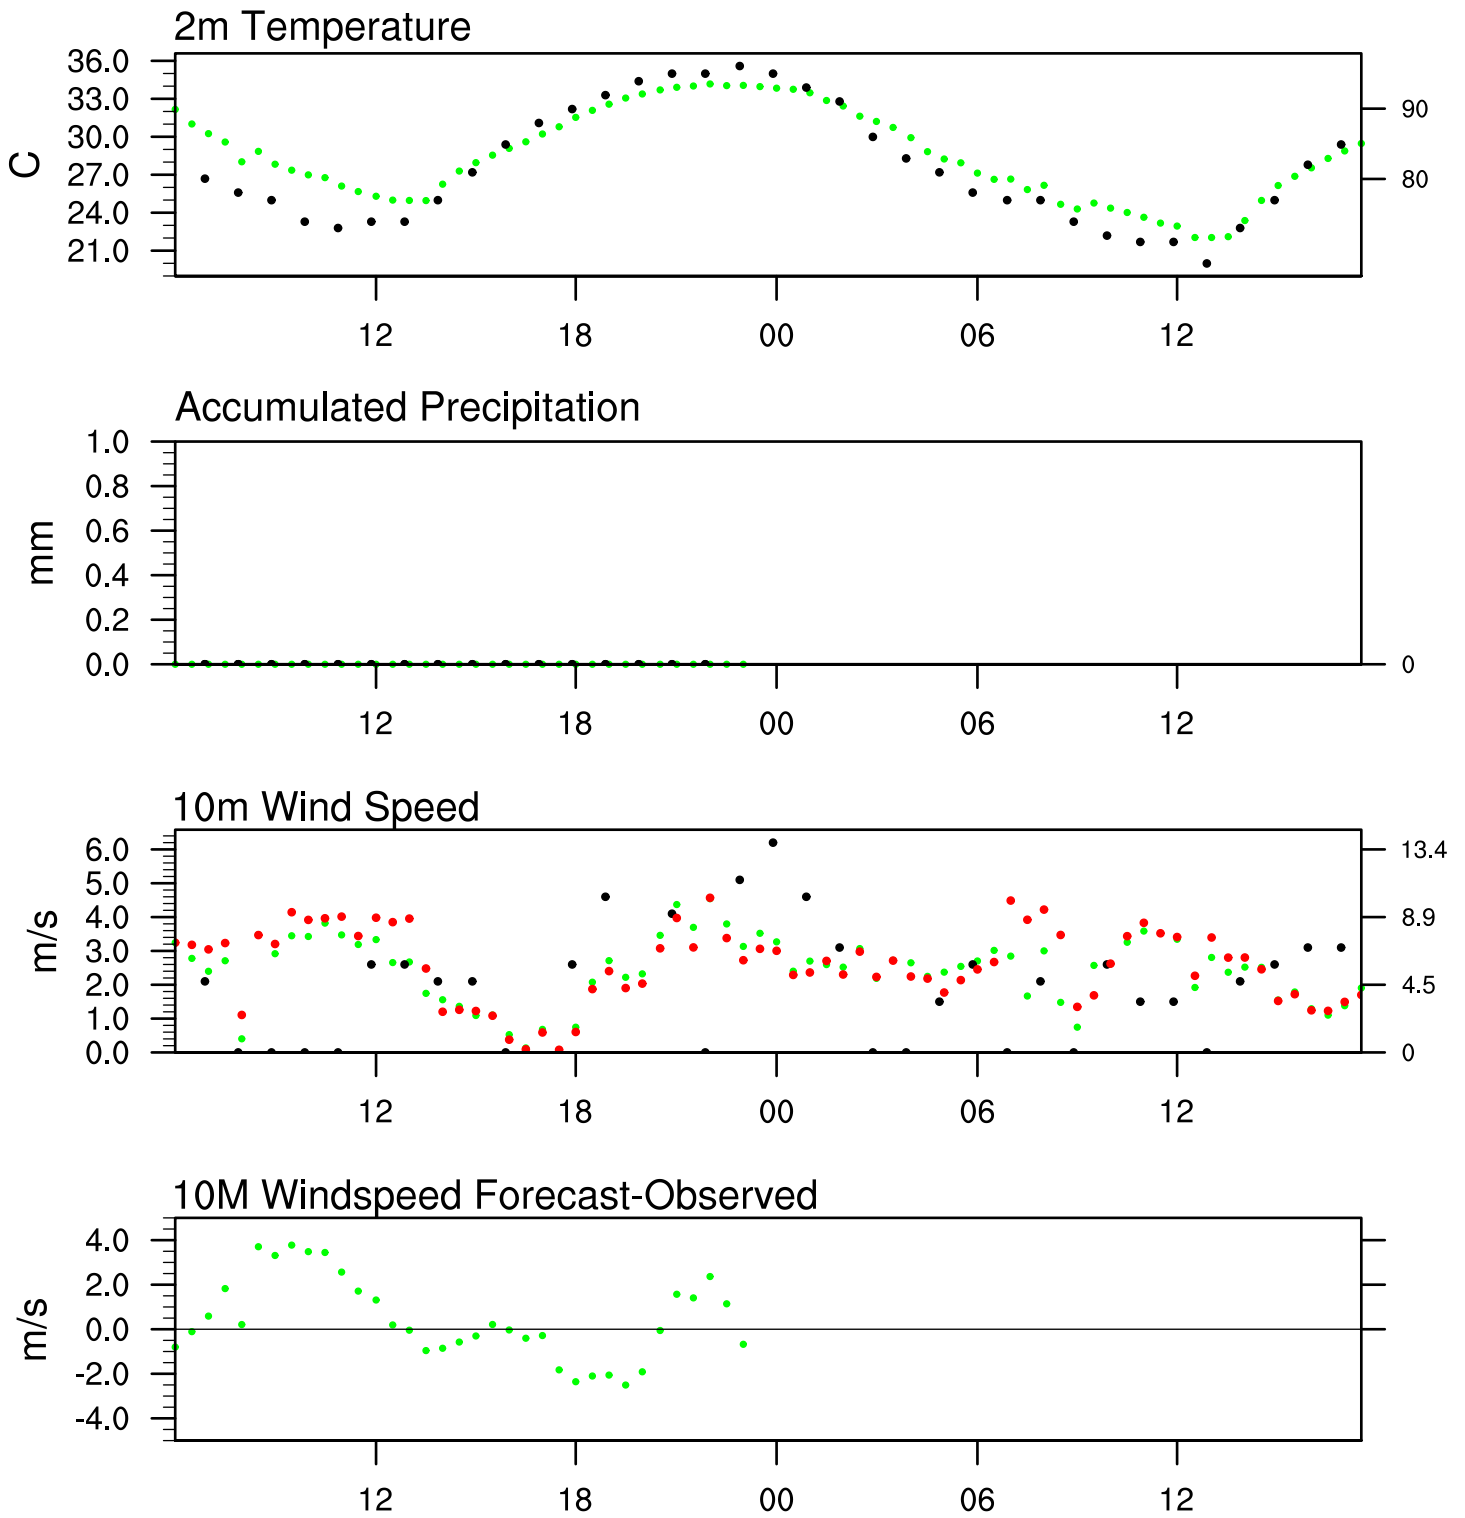 2m Temperature
36.0
33.0
30.0
27.0
24.0
21.0
C
90
80
12 18 00 06 12
Accumulated Precipitation
1.0
0.8
0.6
0.4
0.2
0.0
mm
0
12 18 00 06 12
10m Wind Speed
6.0
5.0
4.0
3.0
2.0
1.0
0.0
m/s
13.4
8.9
4.5
0
12 18 00 06 12
10M Windspeed Forecast-Observed
4.0
2.0
0.0
-2.0
-4.0
m/s
12 18 00 06 12